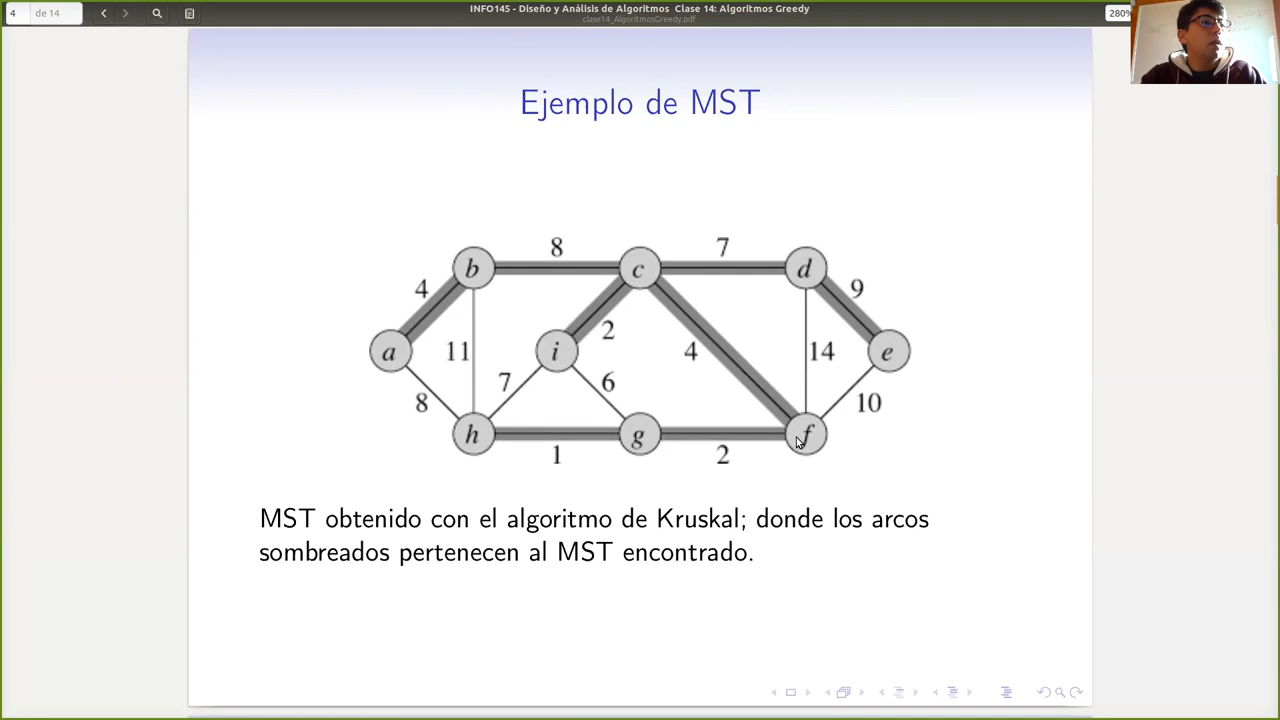 4 de 14
INFO145 - Diseño y Análisis de Algoritmos Clase 14: Algoritmos Greedy
clase14_AlgoritmosGreedy.pdf
280%
Ejemplo de MST
8 7
b c d
4 9
2
a 11 i 4 14 e
7 6
8 10
h g f
1 2
MST obtenido con el algoritmo de Kruskal; donde los arcos
sombreados pertenecen al MST encontrado.